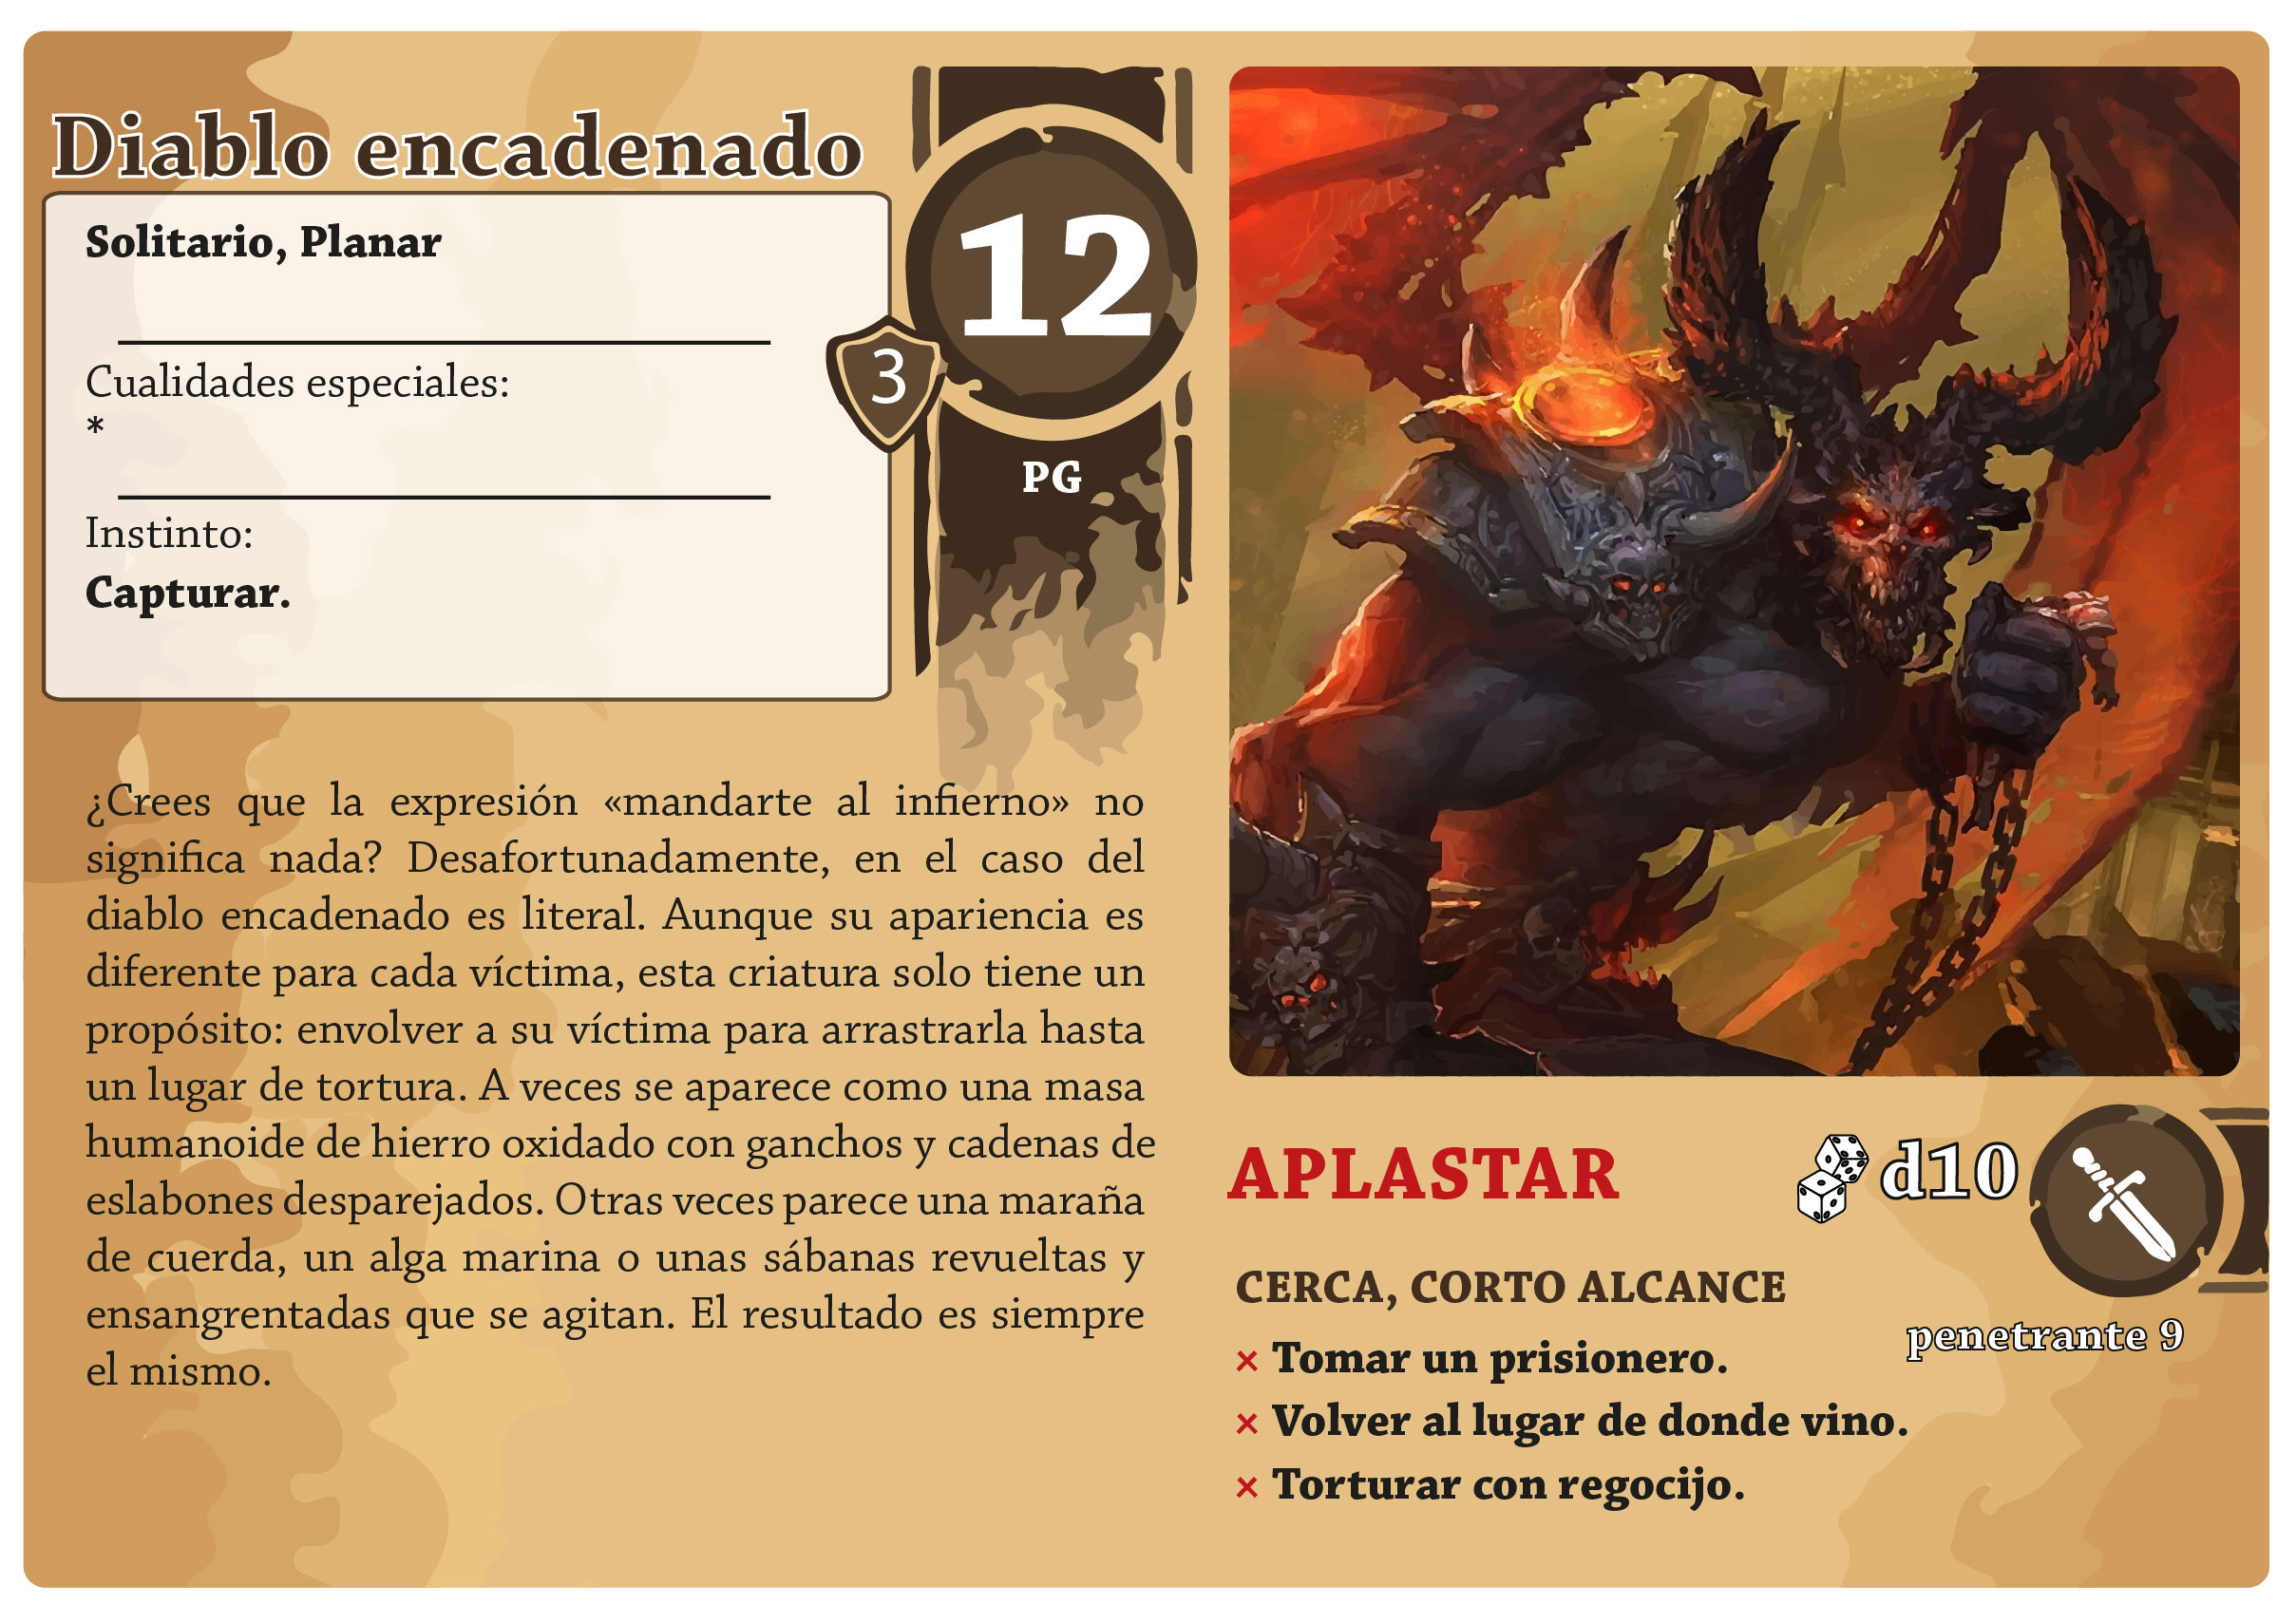 Diablo encadenado
Solitario, Planar
Cualidades especiales:
*
Instinto:
Capturar.
12
3
PG
¿Crees que la expresión «mandarte al infierno» no
significa nada? Desafortunadamente, en el caso del
diablo encadenado es literal. Aunque su apariencia es
diferente para cada víctima, esta criatura solo tiene un
propósito: envolver a su víctima para arrastrarla hasta
un lugar de tortura. A veces se aparece como una masa
humanoide de hierro oxidado con ganchos y cadenas de
eslabones desparejados. Otras veces parece una maraña
de cuerda, un alga marina o unas sábanas revueltas y
ensangrentadas que se agitan. El resultado es siempre
el mismo.
APLASTAR
d10
CERCA, CORTO ALCANCE
penetrante 9
× Tomar un prisionero.
× Volver al lugar de donde vino.
× Torturar con regocijo.